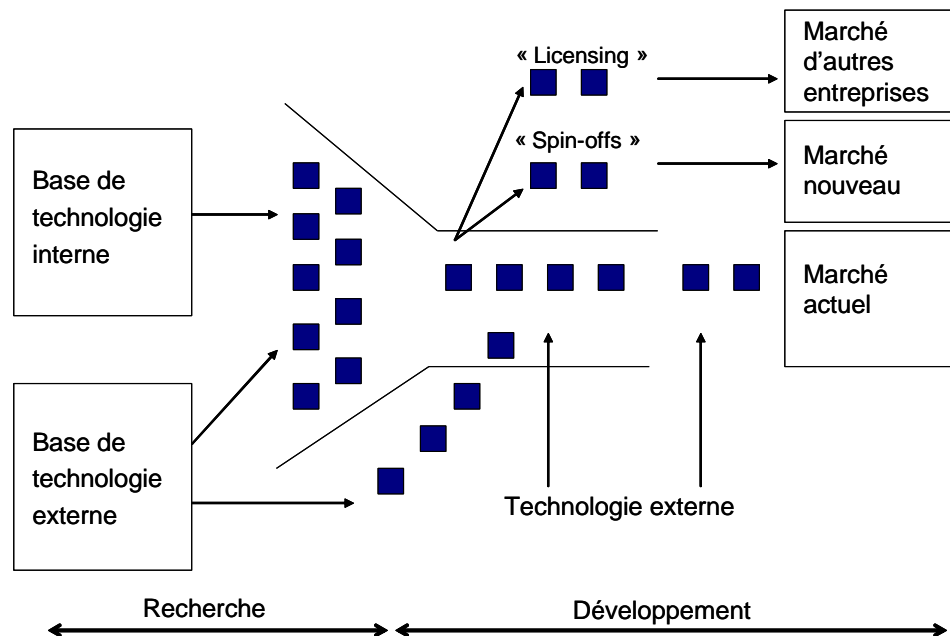 « Licensing »
Marché
d'autres
entreprises
« Spin-offs »
Marché
nouveau
Base de
technologie
interne
Marché
actuel
Base de
technologie
externe
Technologie externe
Recherche
Développement